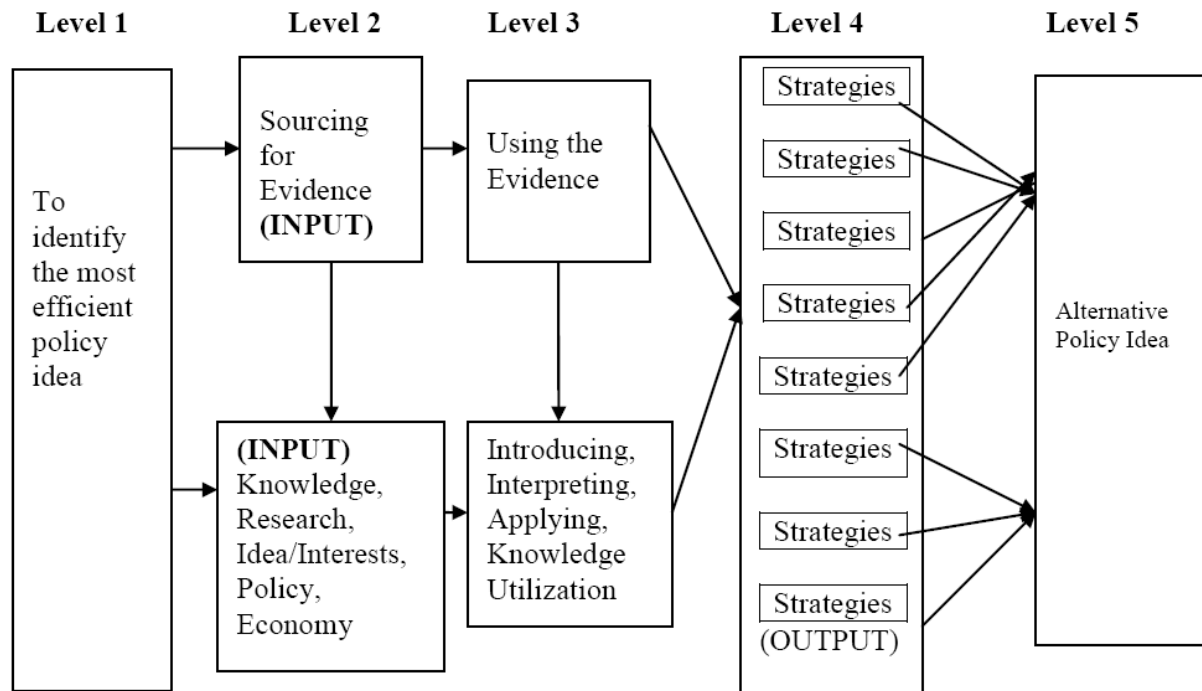 Level 1
Level 2
Level 3
Level 4
Level 5
To
identify
the most
efficient
policy
idea
Sourcing
for
Evidence
(INPUT)
(INPUT)
Knowledge,
Research,
Idea/Interests,
Policy,
Economy
Using the
Evidence
Introducing,
Interpreting,
Applying,
Knowledge
Utilization
Strategies
Strategies
Strategies
Strategies
Strategies
Strategies
Strategies
Strategies
(OUTPUT)
Alternative
Policy Idea